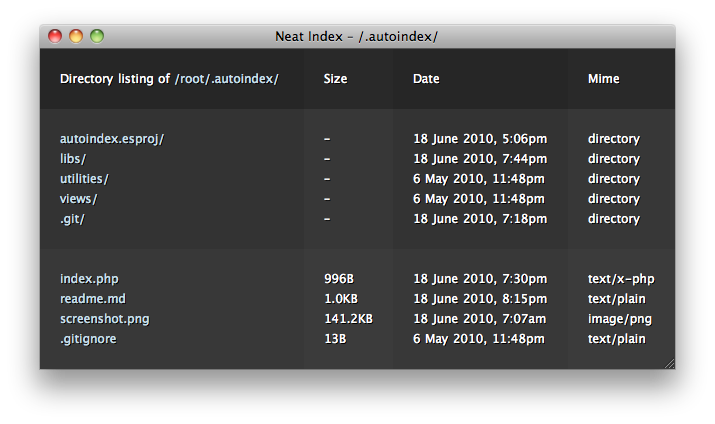 Neat Index – /.autoindex/
Directory listing of /root/.autoindex/ Size Date Mime
autoindex.esproj/ – 18 June 2010, 5:06pm directory
libs/ – 18 June 2010, 7:44pm directory
utilities/ – 6 May 2010, 11:48pm directory
views/ – 6 May 2010, 11:48pm directory
.git/ – 18 June 2010, 7:18pm directory
index.php 996B 18 June 2010, 7:30pm text/x-php
readme.md 1.0KB 18 June 2010, 8:15pm text/plain
screenshot.png 141.2KB 18 June 2010, 7:07am image/png
.gitignore 13B 6 May 2010, 11:48pm text/plain